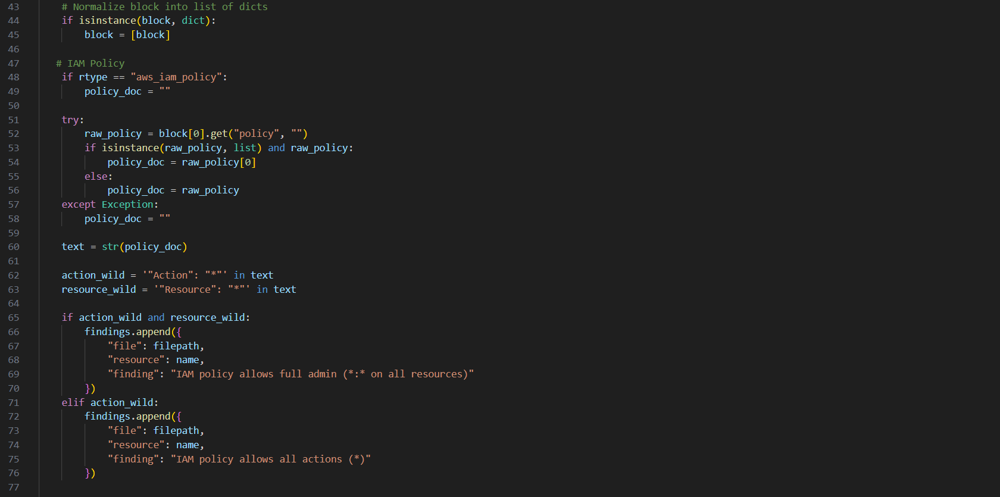 43 # Normalize block into list of dicts
44 if isinstance(block, dict):
45 block = [block]
46
47 # IAM Policy
48 if rtype == "aws_iam_policy":
49 policy_doc = ""
50
51 try:
52 raw_policy = block[0].get("policy", "")
53 if isinstance(raw_policy, list) and raw_policy:
54 policy_doc = raw_policy[0]
55 else:
56 policy_doc = raw_policy
57 except Exception:
58 policy_doc = ""
59
60 text = str(policy_doc)
61
62 action_wild = '"Action": "*"' in text
63 resource_wild = '"Resource": "*"' in text
64
65 if action_wild and resource_wild:
66 findings.append({
67 "file": filepath,
68 "resource": name,
69 "finding": "IAM policy allows full admin (*:* on all resources)"
70 })
71 elif action_wild:
72 findings.append({
73 "file": filepath,
74 "resource": name,
75 "finding": "IAM policy allows all actions (*)"
76 })
77